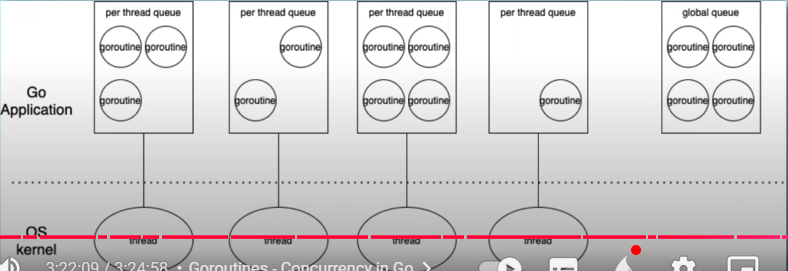 per thread queue
goroutine
goroutine
goroutine
per thread queue
goroutine
goroutine
per thread queue
goroutine
goroutine
goroutine
goroutine
per thread queue
goroutine
global queue
goroutine
goroutine
goroutine
goroutine
Go
Application
OS
kernel
thread
thread
thread
thread
3:22:09 / 3:24:58 • Goroutines - Concurrency in Go >